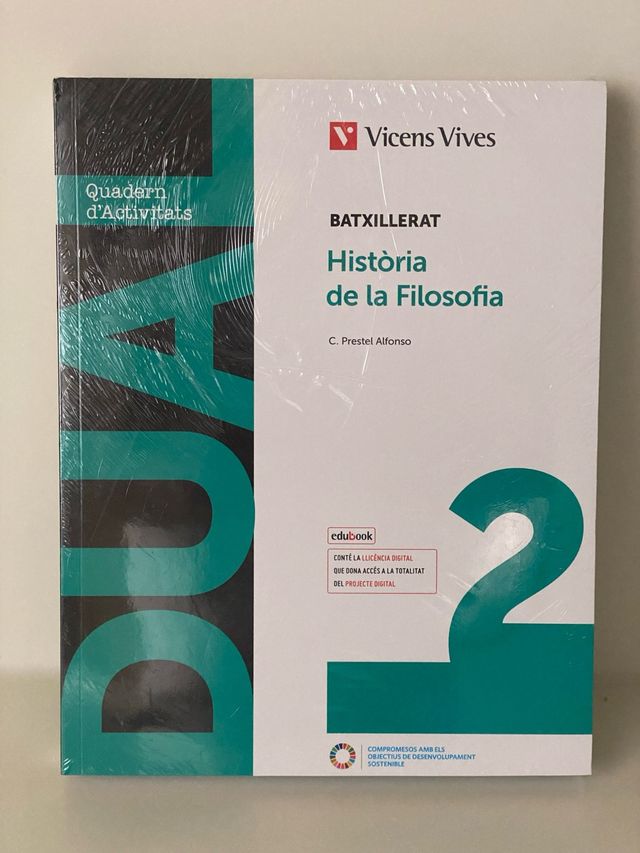 Vicens Vives
Quadern
d'Activitats
DUAL
BATXILLERAT
Història
de la Filosofia
C. Prestel Alfonso
2
edubook
CONTÉ LA LLICÈNCIA DIGITAL
QUE DONA ACCÉS A LA TOTALITAT
DEL PROJECTE DIGITAL
COMPROMESOS AMB ELS
OBJECTIUS DE DESENVOLUPAMENT
SOSTENIBLE